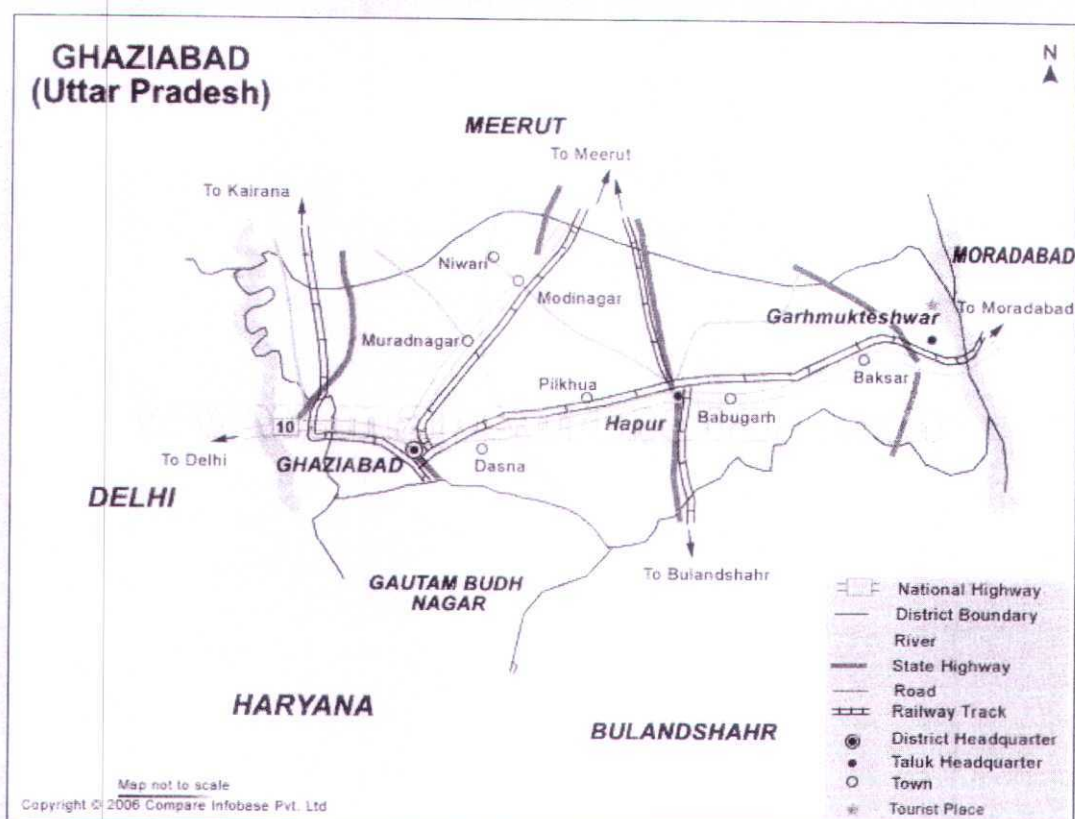 GHAZIABAD
(Uttar Pradesh)
N
MEERUT
To Meerut
To Kairana
Niwari
Modinagar
MORADABAD
Garhmukteshwar
To Moradabad
Muradnagar
Baksar
Pilkhua
Hapur
Babugarh
10
To Delhi
GHAZIABAD
Dasna
DELHI
GAUTAM BUDH
NAGAR
To Bulandshahr
HARYANA
BULANDSHAHR
National Highway
District Boundary
River
State Highway
Road
Railway Track
District Headquarter
Taluk Headquarter
Town
Tourist Place
Map not to scale
Copyright © 2006 Compare Infobase Pvt. Ltd